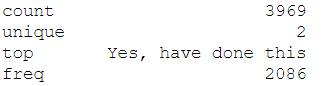 count 3969
unique 2
top Yes, have done this
freq 2086